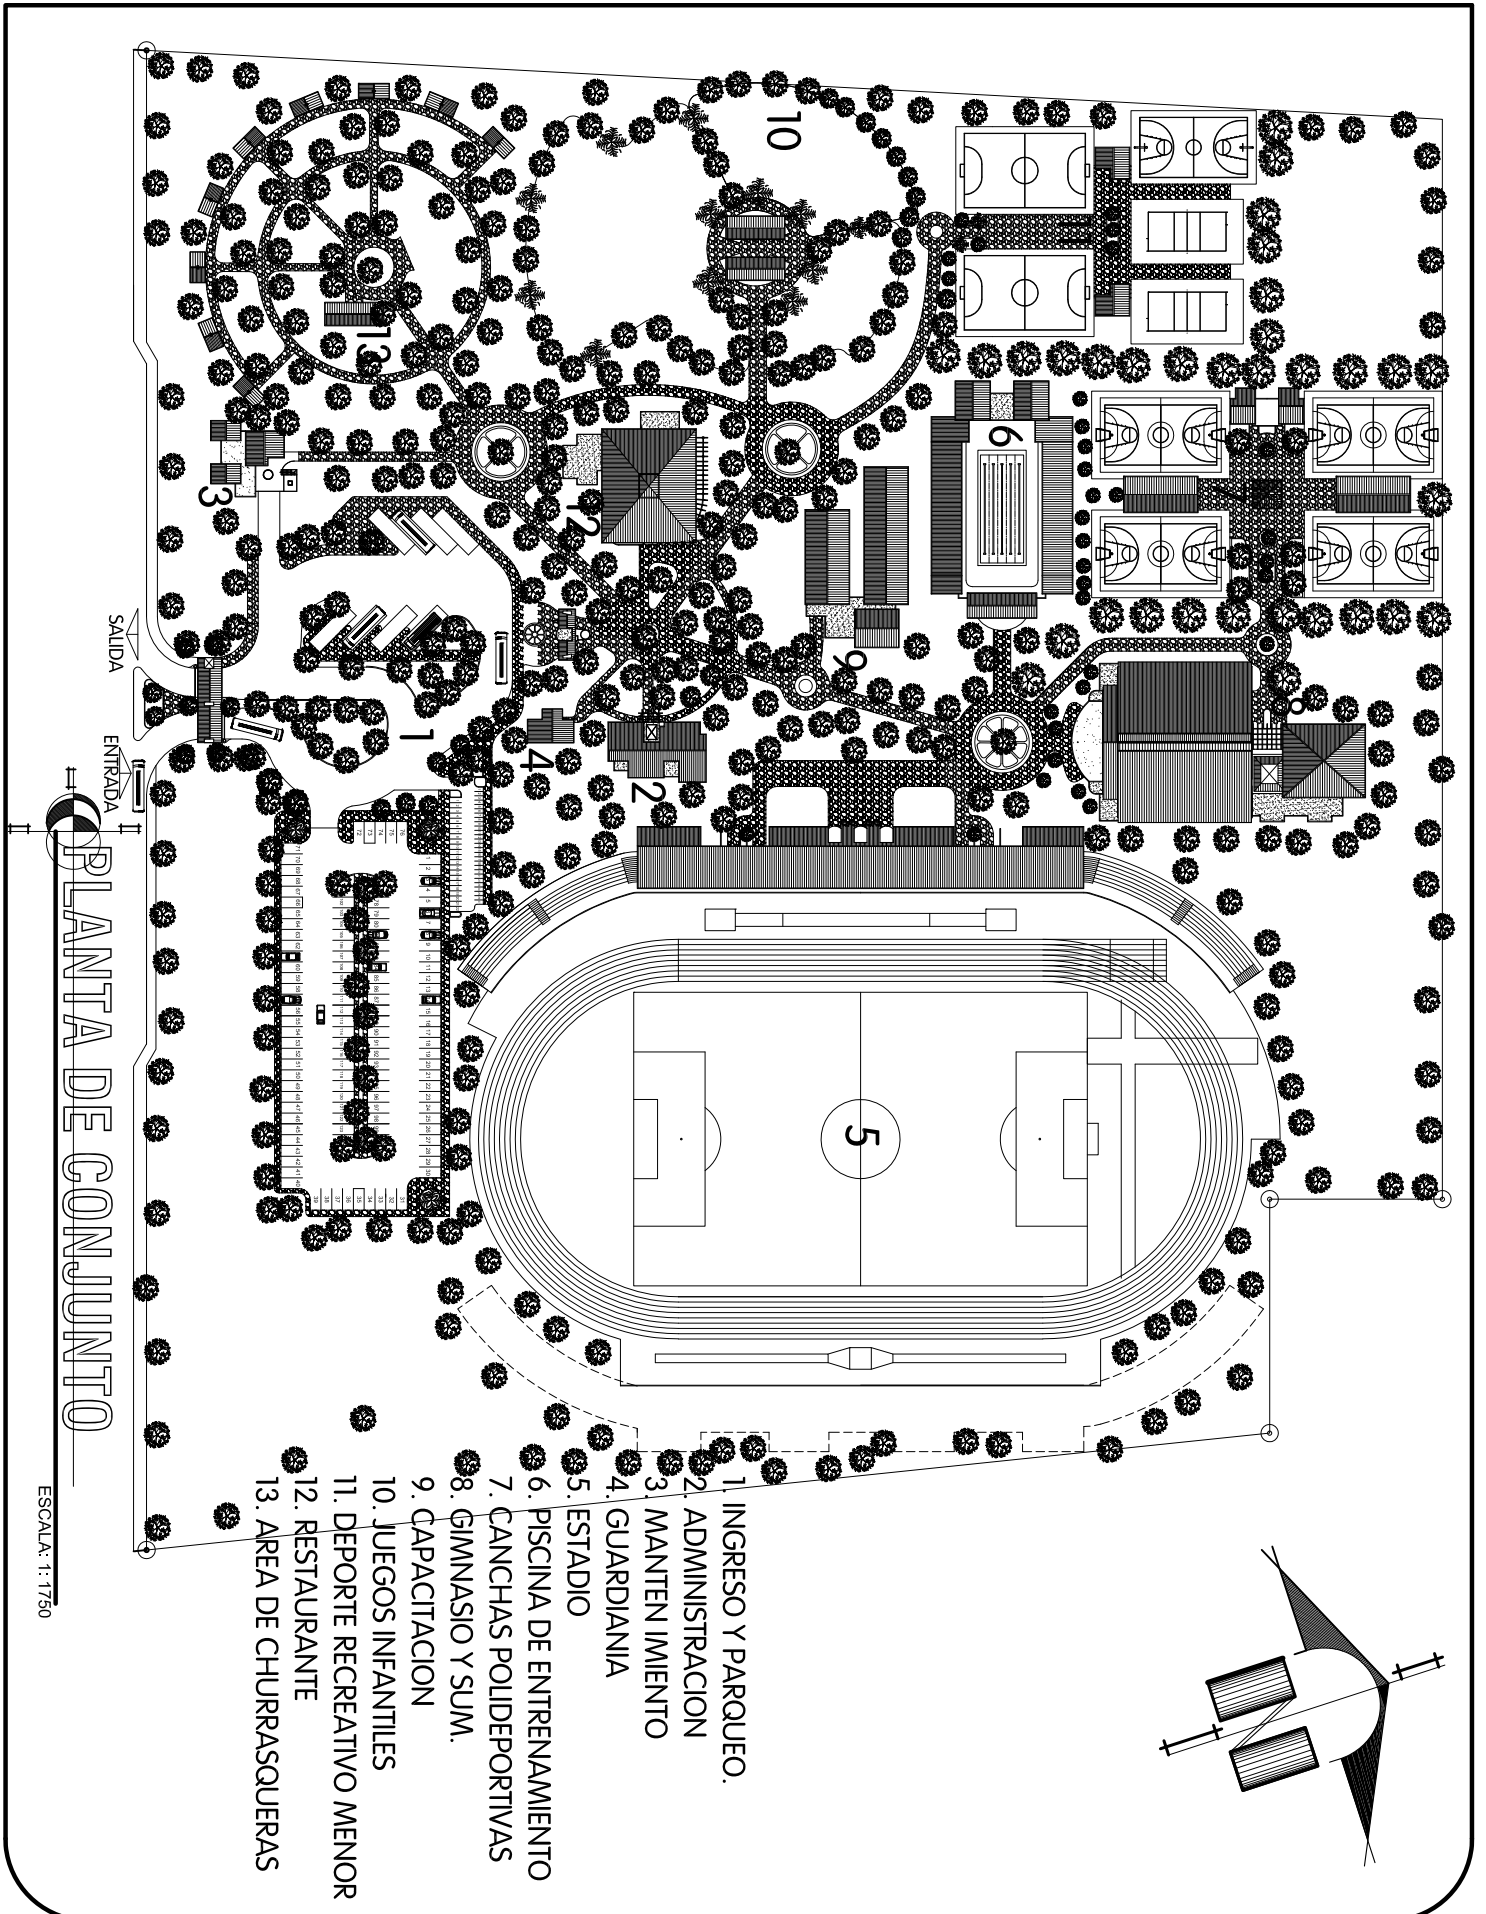 PLANTA DE CONJUNTO
ESCALA: 1: 1750
SALIDA
ENTRADA
1. INGRESO Y PARQUEO.
2. ADMINISTRACION
3. MANTEN IMIENTO
4. GUARDIANIA
5. ESTADIO
6. PISCINA DE ENTRENAMIENTO
7. CANCHAS POLIDEPORTIVAS
8. GIMNASIO Y SUM.
9. CAPACITACION
10. JUEGOS INFANTILES
11. DEPORTE RECREATIVO MENOR
12. RESTAURANTE
13. AREA DE CHURRASQUERAS
10
13
3
12
6
7
9
8
1
4
2
5